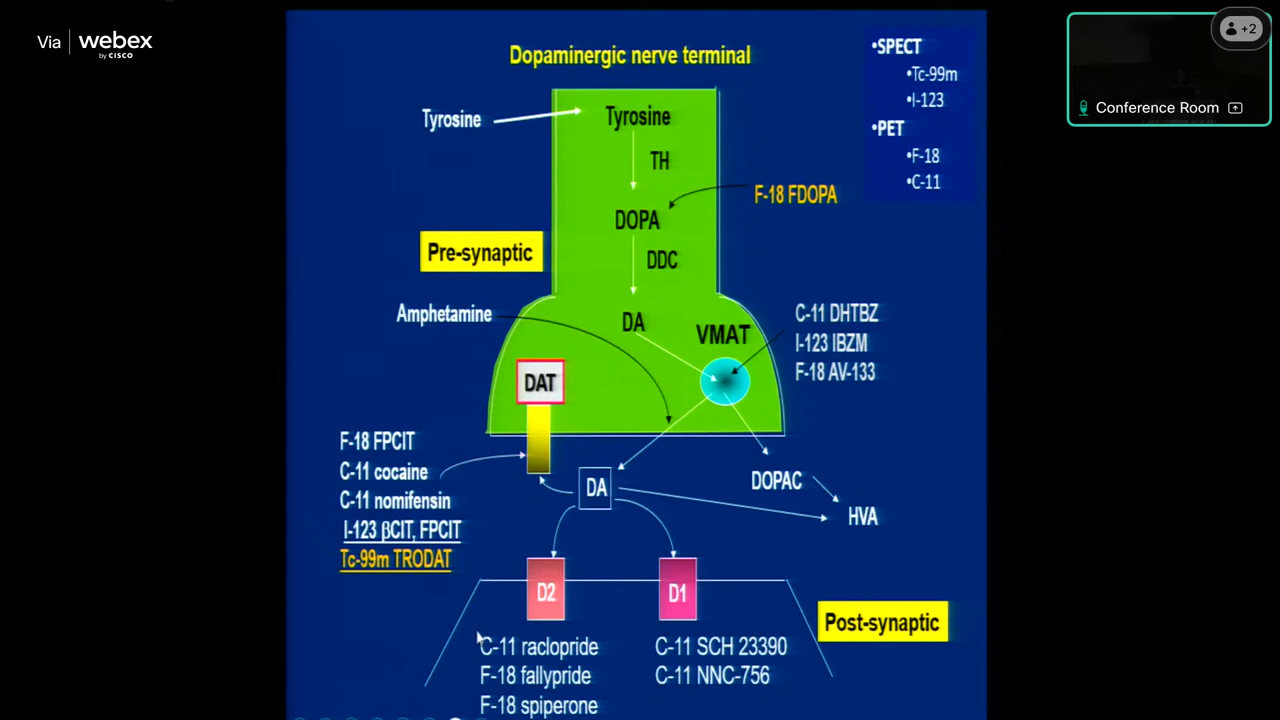 Via webex
by CISCO
+2
Conference Room
Dopaminergic nerve terminal
•SPECT
•Tc-99m
•I-123
•PET
•F-18
•C-11
Tyrosine
Tyrosine
TH
F-18 FDOPA
DOPA
Pre-synaptic
DDC
Amphetamine
DA
VMAT
C-11 DHTBZ
I-123 IBZM
F-18 AV-133
DAT
F-18 FPCIT
C-11 cocaine
C-11 nomifensin
I-123 βCIT, FPCIT
Tc-99m TRODAT
DA
DOPAC
HVA
D2
D1
Post-synaptic
C-11 raclopride
F-18 fallypride
F-18 spiperone
C-11 SCH 23390
C-11 NNC-756